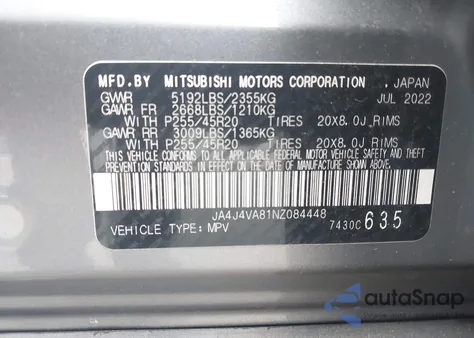 MFD.BY MITSUBISHI MOTORS CORPORATION , JAPAN
GVWR 5192LBS/2355KG JUL 2022
GAWR FR 2668LBS/1210KG
WITH P255/45R20 TIRES 20X8.0J RIMS
GAWR RR 3009LBS/1365KG
WITH P255/45R20 TIRES 20X8.0J RIMS
THIS VEHICLE CONFORMS TO ALL APPLICABLE FEDERAL MOTOR VEHICLE SAFETY AND THEFT
PREVENTION STANDARDS IN EFFECT ON THE DATE OF MANUFACTURE SHOWN ABOVE.
JA4J4VA81NZ084448
VEHICLE TYPE: MPV 7430C 635
autoSnap